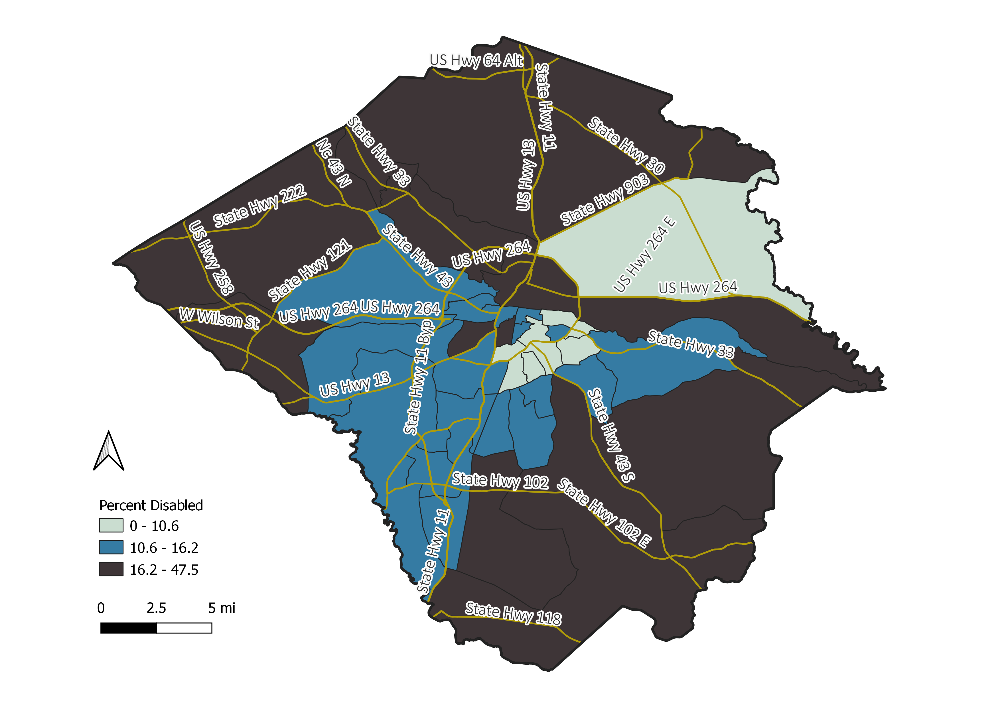 US Hwy 64 Alt
State Hwy 11
State Hwy 33
Nc 43 N
State Hwy 30
US Hwy 13
State Hwy 903
State Hwy 222
US Hwy 258
State Hwy 121
State Hwy 43
US Hwy 264
US Hwy 264 E
US Hwy 264
US Hwy 264
US Hwy 264
W Wilson St
State Hwy 11 Byp
State Hwy 33
US Hwy 13
State Hwy 43 S
State Hwy 102
State Hwy 102 E
State Hwy 11
State Hwy 118
Percent Disabled
0 - 10.6
10.6 - 16.2
16.2 - 47.5
0 2.5 5 mi